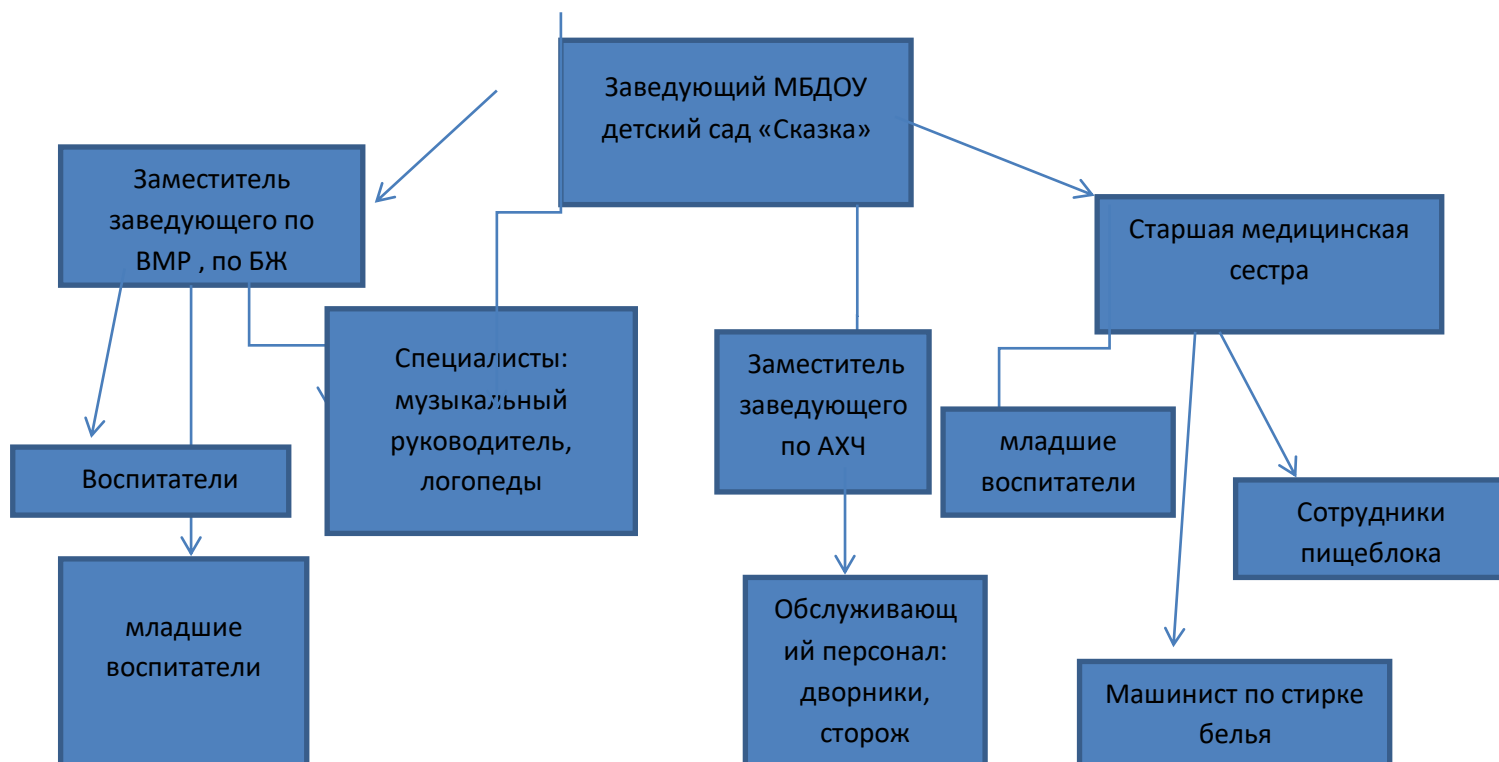 Заведующий МБДОУ
детский сад «Сказка»
Заместитель
заведующего по
ВМР , по БЖ
Старшая медицинская
сестра
Специалисты:
музыкальный
руководитель,
логопеды
Заместитель
заведующего
по АХЧ
младшие
воспитатели
Воспитатели
Сотрудники
пищеблока
младшие
воспитатели
Обслуживающ
ий персонал:
дворники,
сторож
Машинист по стирке
белья